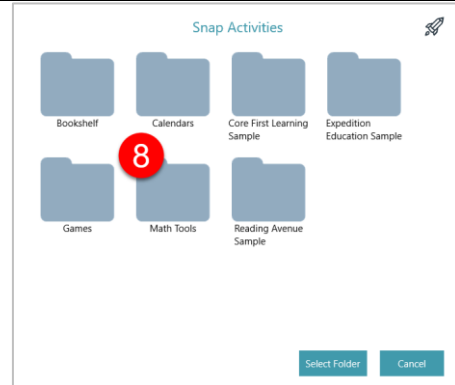 Snap Activities
Bookshelf
Calendars
Core First Learning
Sample
Expedition
Education Sample
8
Games
Math Tools
Reading Avenue
Sample
Select Folder
Cancel